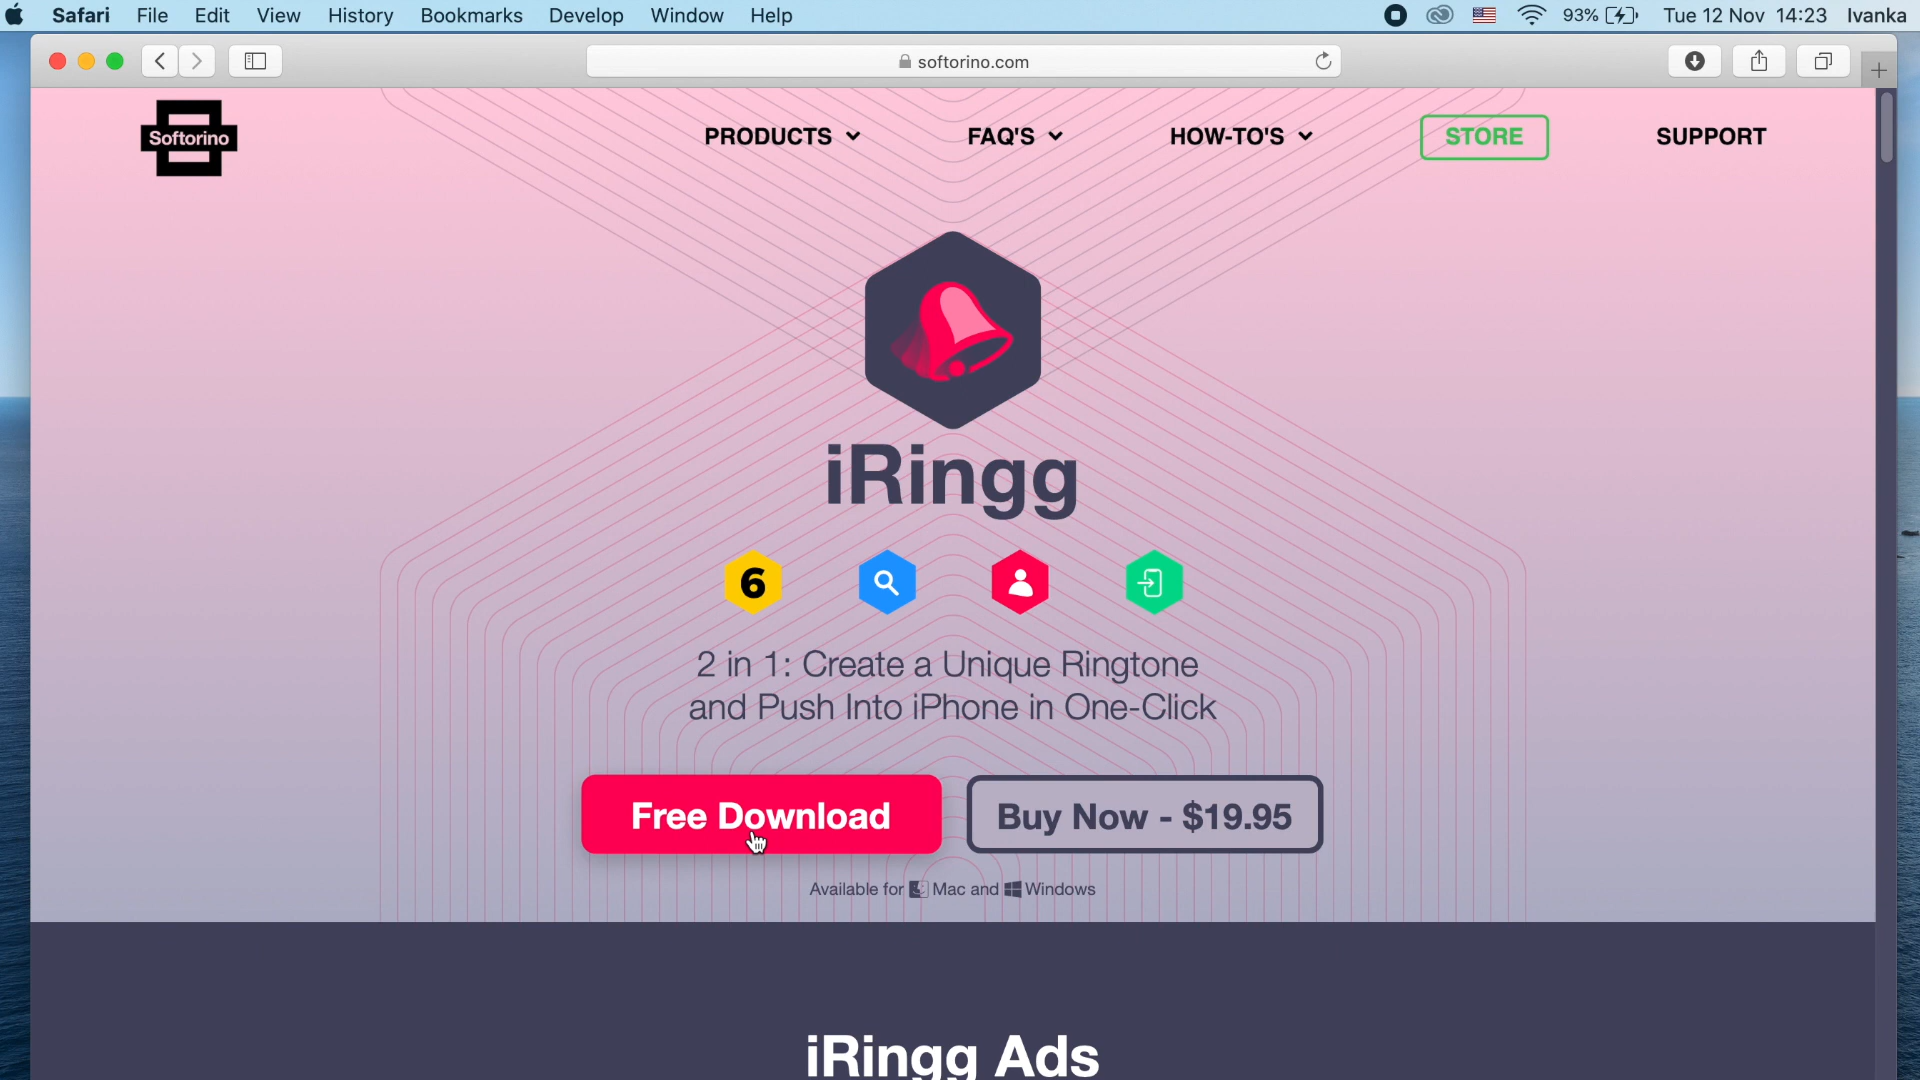 Safari File Edit View History Bookmarks Develop Window Help 93% Tue 12 Nov 14:23 Ivanka
softorino.com
Softorino PRODUCTS FAQ'S HOW-TO'S STORE SUPPORT
iRingg
6
2 in 1: Create a Unique Ringtone
and Push Into iPhone in One-Click
Free Download Buy Now - $19.95
Available for Mac and Windows
iRingg Ads